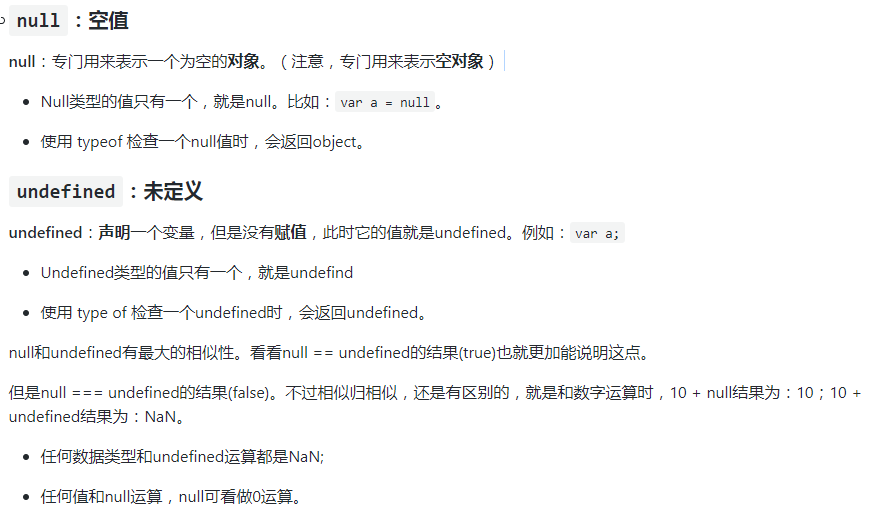 null：空值
null：专门用来表示一个为空的对象。（注意，专门用来表示空对象）
Null类型的值只有一个，就是null。比如：var a = null。
使用 typeof 检查一个null值时，会返回object。
undefined：未定义
undefined：声明一个变量，但是没有赋值，此时它的值就是undefined。例如：var a;
Undefined类型的值只有一个，就是undefind
使用 type of 检查一个undefined时，会返回undefined。
null和undefined有最大的相似性。看看null == undefined的结果(true)也就更加能说明这点。
但是null === undefined的结果(false)。不过相似归相似，还是有区别的，就是和数字运算时，10 + null结果为：10；10 +
undefined结果为：NaN。
任何数据类型和undefined运算都是NaN;
任何值和null运算，null可看做0运算。